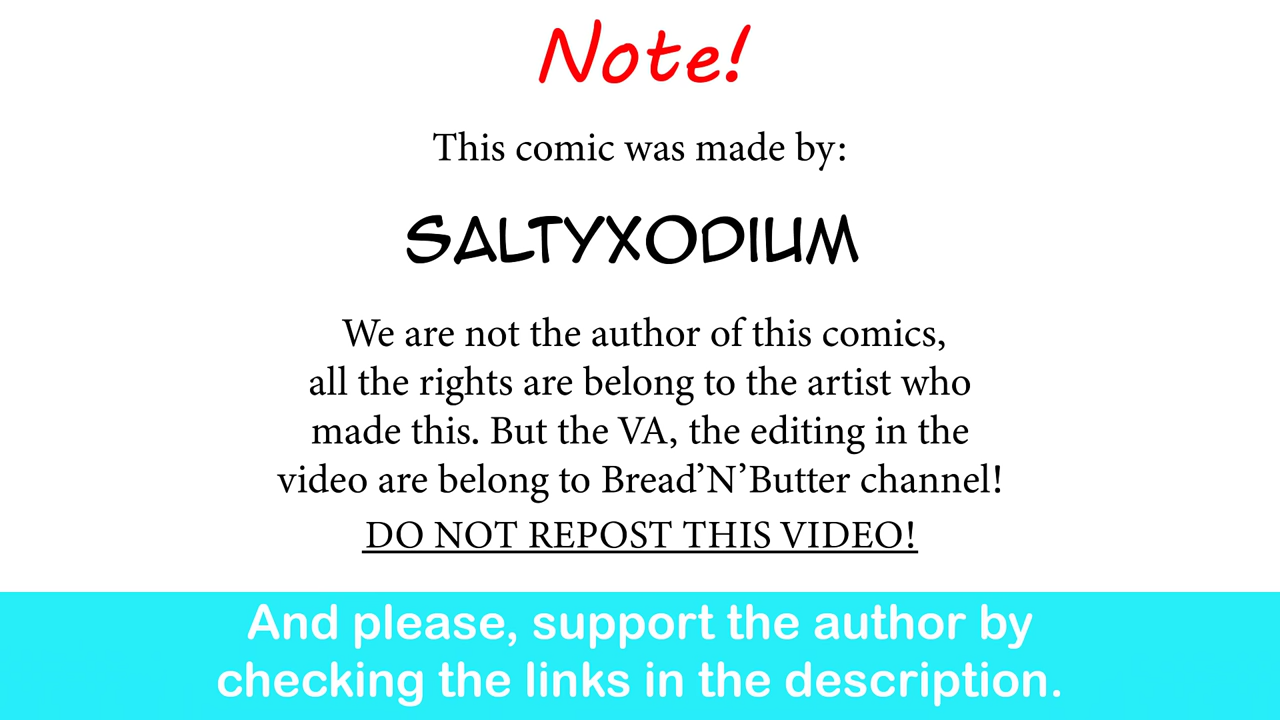 Note!
This comic was made by:
SALTYXODIUM
We are not the author of this comics,
all the rights are belong to the artist who
made this. But the VA, the editing in the
video are belong to Bread’N’Butter channel!
DO NOT REPOST THIS VIDEO!
And please, support the author by
checking the links in the description.